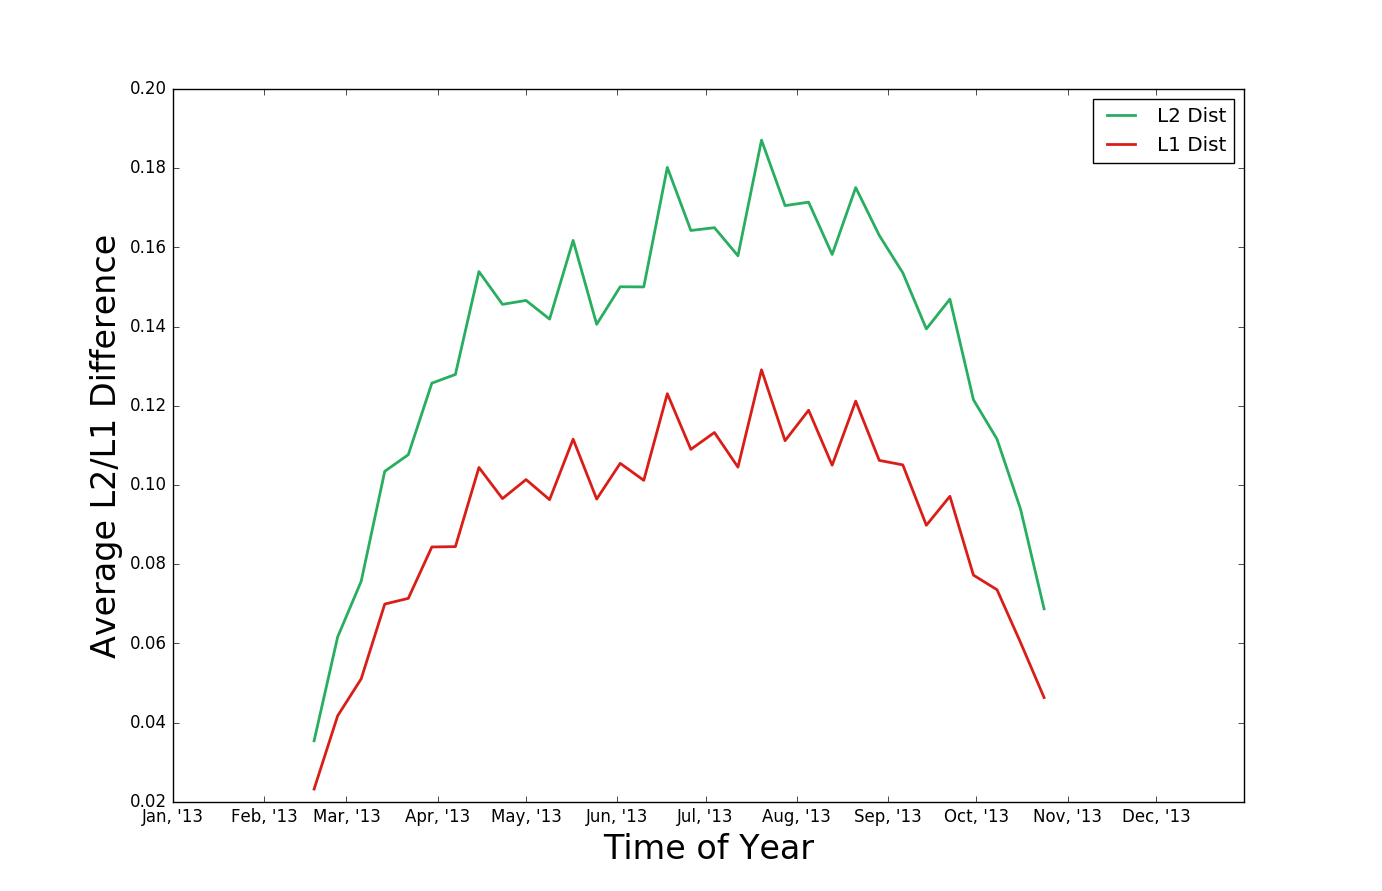 L2 Dist
L1 Dist
0.20
0.18
0.16
0.14
0.12
0.10
0.08
0.06
0.04
0.02
Average L2/L1 Difference
Jan, '13 Feb, '13 Mar, '13 Apr, '13 May, '13 Jun, '13 Jul, '13 Aug, '13 Sep, '13 Oct, '13 Nov, '13 Dec, '13
Time of Year